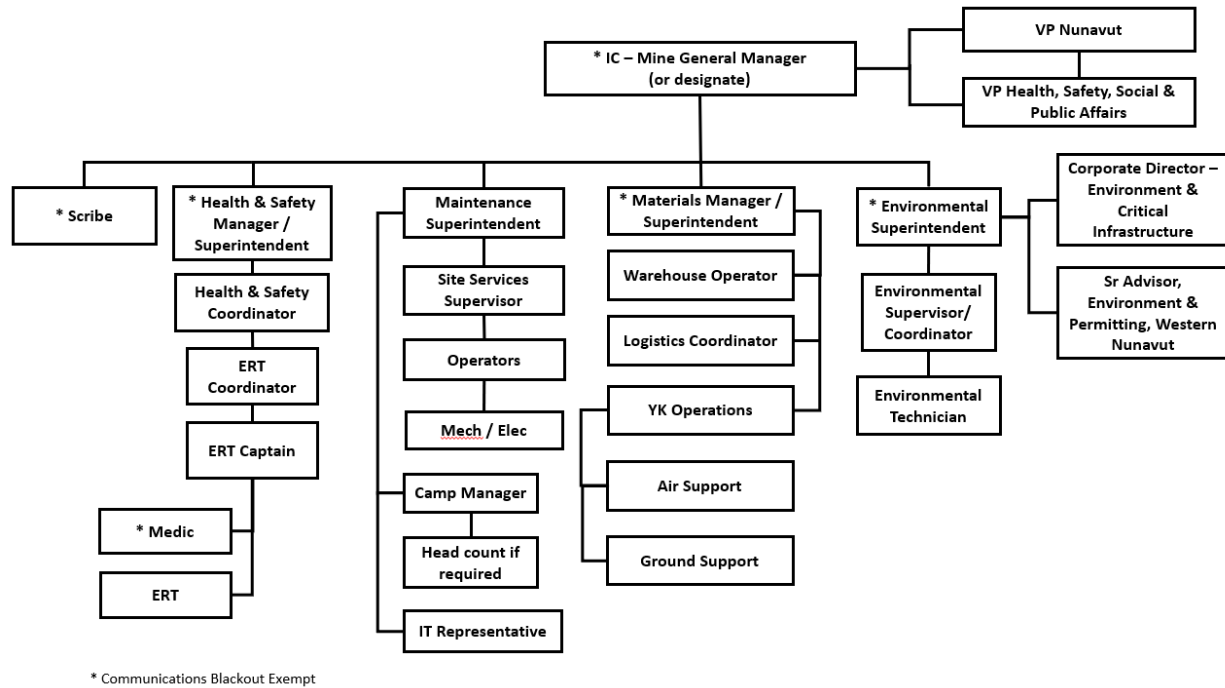 VP Nunavut
* IC – Mine General Manager
(or designate)
VP Health, Safety, Social &
Public Affairs
* Scribe
* Health & Safety
Manager /
Superintendent
Health & Safety
Coordinator
ERT
Coordinator
ERT Captain
* Medic
ERT
Maintenance
Superintendent
Site Services
Supervisor
Operators
Mech / Elec
Camp Manager
Head count if
required
IT Representative
* Materials Manager /
Superintendent
Warehouse Operator
Logistics Coordinator
YK Operations
Air Support
Ground Support
* Environmental
Superintendent
Environmental
Supervisor/
Coordinator
Environmental
Technician
Corporate Director –
Environment &
Critical
Infrastructure
Sr Advisor,
Environment &
Permitting, Western
Nunavut
* Communications Blackout Exempt